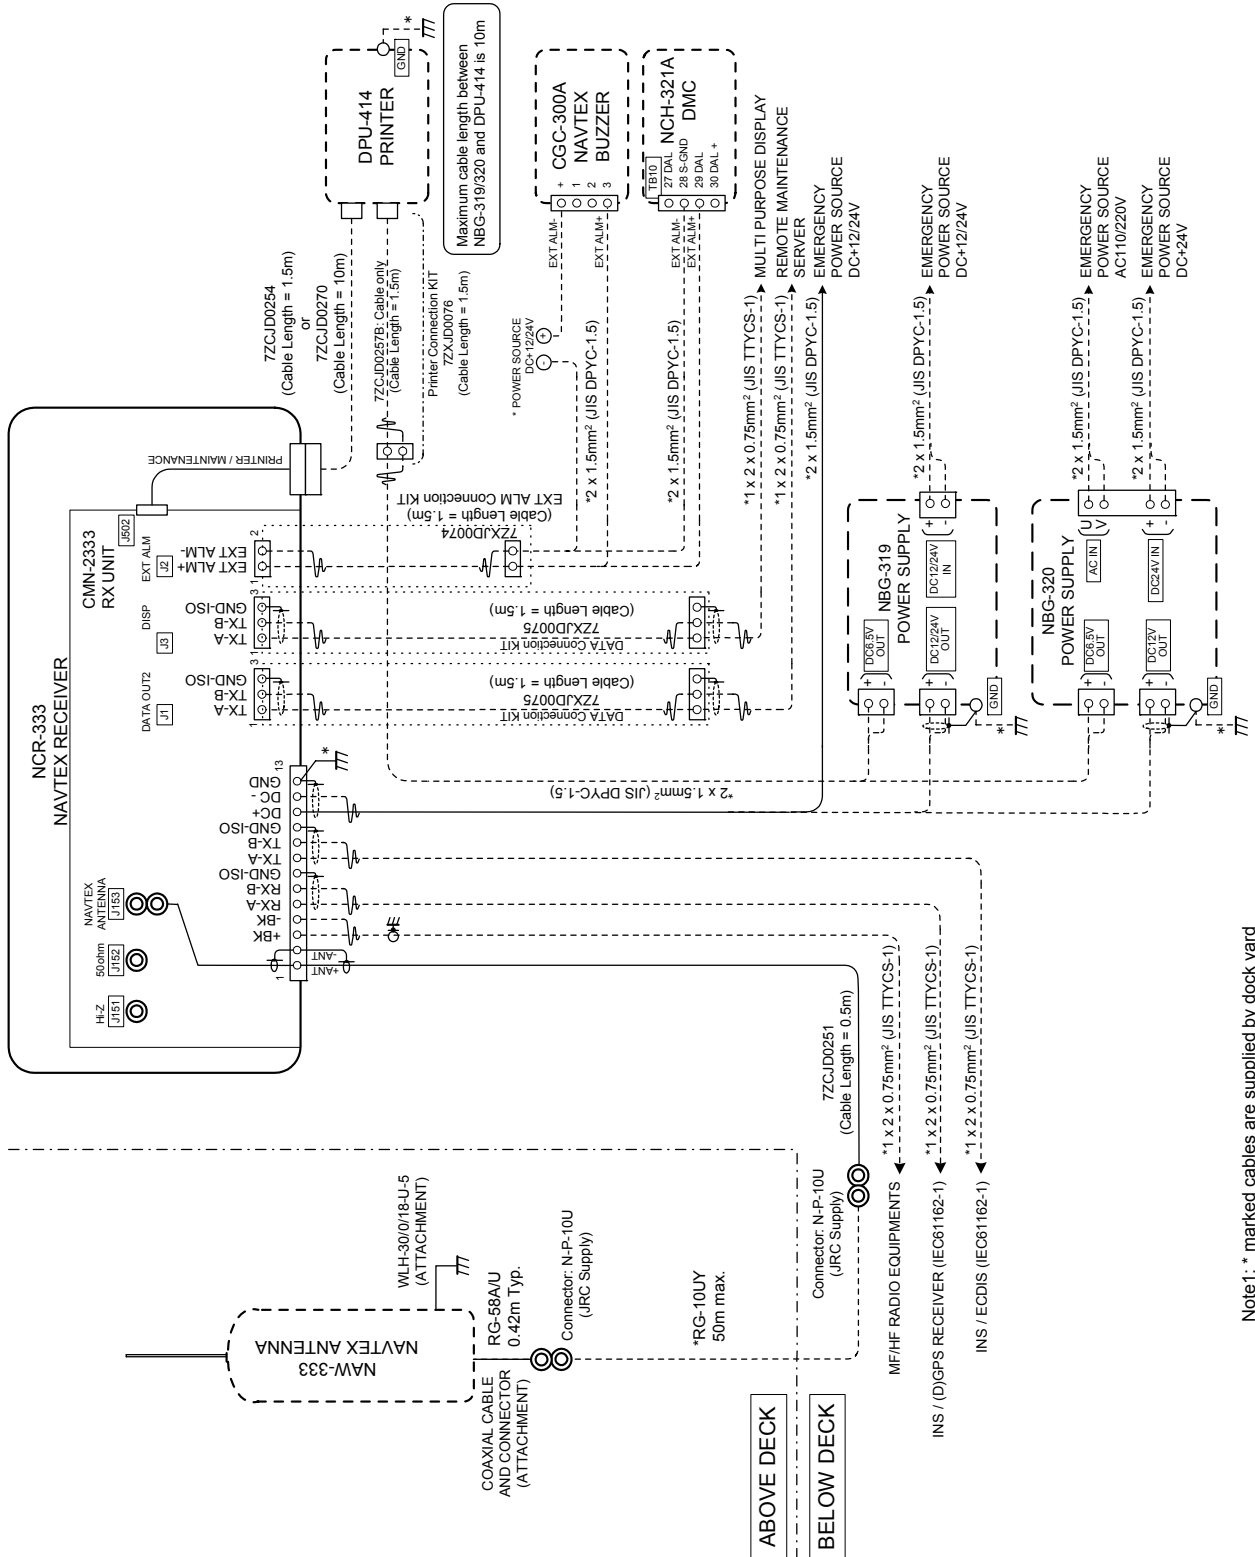 NCR-333
NAVTEX RECEIVER
CMN-2333
RX UNIT
Hi-Z
J151
50ohm
J152
NAVTEX
ANTENNA
J153
DATA OUT2
J1
DISP
J3
EXT ALM
J2
J502
PRINTER / MAINTENANCE
1
+ANT
-ANT
+BK
-BK
RX-A
RX-B
GND-ISO
TX-A
TX-B
GND-ISO
DC+
DC -
GND
13
*
1
TX-A
TX-B
GND-ISO
3
1
TX-A
TX-B
GND-ISO
3
1
EXT ALM+
EXT ALM-
2
DATA Connection KIT
7ZXJD0075
(Cable Length = 1.5m)
DATA Connection KIT
7ZXJD0075
(Cable Length = 1.5m)
7ZXJD0074
(Cable Length = 1.5m)
EXT ALM Connection KIT
7ZCJD0254
(Cable Length = 1.5m)
or
7ZCJD0270
(Cable Length = 10m)
7ZCJD0257B: Cable only
(Cable Length = 1.5m)
Printer Connection KIT
7ZXJD0076
(Cable Length = 1.5m)
DPU-414
PRINTER
GND
*
Maximum cable length between
NBG-319/320 and DPU-414 is 10m
* POWER SOURCE
DC+12/24V
-
+
EXT ALM-
EXT ALM+
*2 x 1.5mm² (JIS DPYC-1.5)
CGC-300A
NAVTEX
BUZZER
+
1
2
3
EXT ALM-
EXT ALM+
*2 x 1.5mm² (JIS DPYC-1.5)
NCH-321A
DMC
TB10
27 DAL
28 S-GND
29 DAL
30 DAL +
*1 x 2 x 0.75mm² (JIS TTYCS-1)
MULTI PURPOSE DISPLAY
*1 x 2 x 0.75mm² (JIS TTYCS-1)
REMOTE MAINTENANCE
SERVER
*2 x 1.5mm² (JIS DPYC-1.5)
EMERGENCY
POWER SOURCE
DC+12/24V
*2 x 1.5mm² (JIS DPYC-1.5)
NBG-319
POWER SUPPLY
DC6.5V
OUT
+
-
DC12/24V
OUT
+
-
DC12/24V
IN
+
-
GND
*
*2 x 1.5mm² (JIS DPYC-1.5)
EMERGENCY
POWER SOURCE
DC+12/24V
NBG-320
POWER SUPPLY
DC6.5V
OUT
+
-
DC12V
OUT
+
-
AC IN
U
V
DC24V IN
+
-
GND
*
*2 x 1.5mm² (JIS DPYC-1.5)
EMERGENCY
POWER SOURCE
AC110/220V
*2 x 1.5mm² (JIS DPYC-1.5)
EMERGENCY
POWER SOURCE
DC+24V
NAW-333
NAVTEX ANTENNA
WLH-30/0/18-U-5
(ATTACHMENT)
COAXIAL CABLE
AND CONNECTOR
(ATTACHMENT)
RG-58A/U
0.42m Typ.
Connector: N-P-10U
(JRC Supply)
*RG-10UY
50m max.
Connector: N-P-10U
(JRC Supply)
7ZCJD0251
(Cable Length = 0.5m)
MF/HF RADIO EQUIPMENTS
*1 x 2 x 0.75mm² (JIS TTYCS-1)
INS / (D)GPS RECEIVER (IEC61162-1)
*1 x 2 x 0.75mm² (JIS TTYCS-1)
INS / ECDIS (IEC61162-1)
*1 x 2 x 0.75mm² (JIS TTYCS-1)
ABOVE DECK
BELOW DECK
Note1: * marked cables are supplied by dock yard